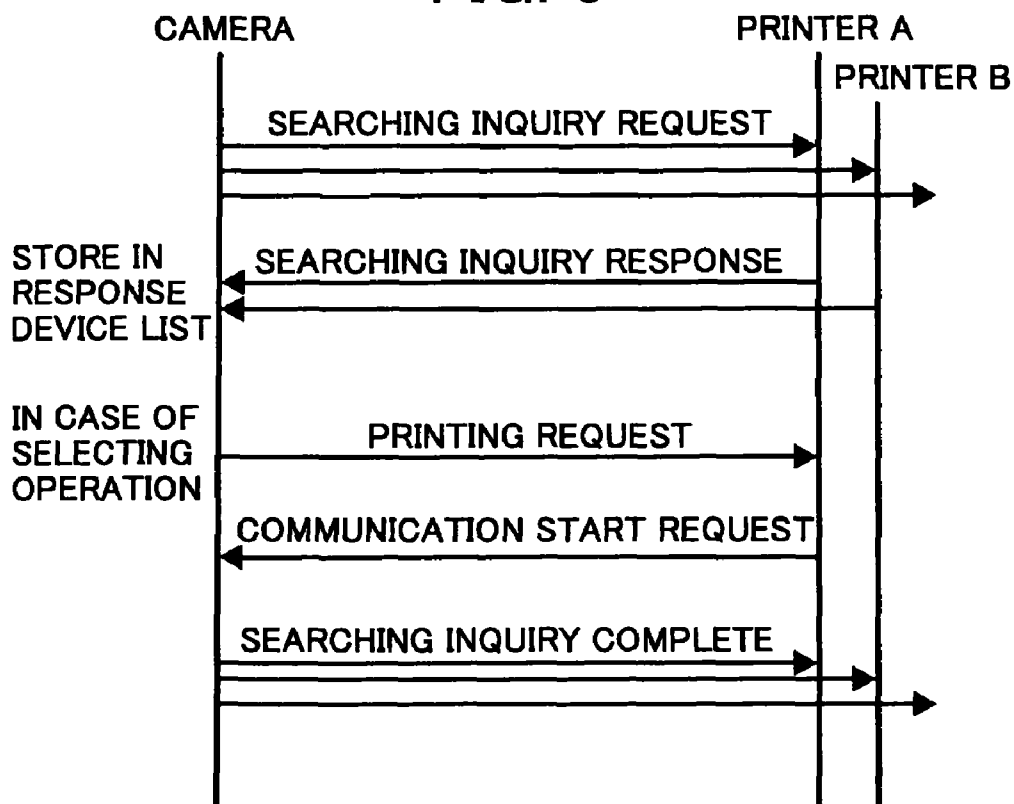 CAMERA
PRINTER A
PRINTER B
SEARCHING INQUIRY REQUEST
STORE IN
RESPONSE
DEVICE LIST
SEARCHING INQUIRY RESPONSE
IN CASE OF
SELECTING
OPERATION
PRINTING REQUEST
COMMUNICATION START REQUEST
SEARCHING INQUIRY COMPLETE